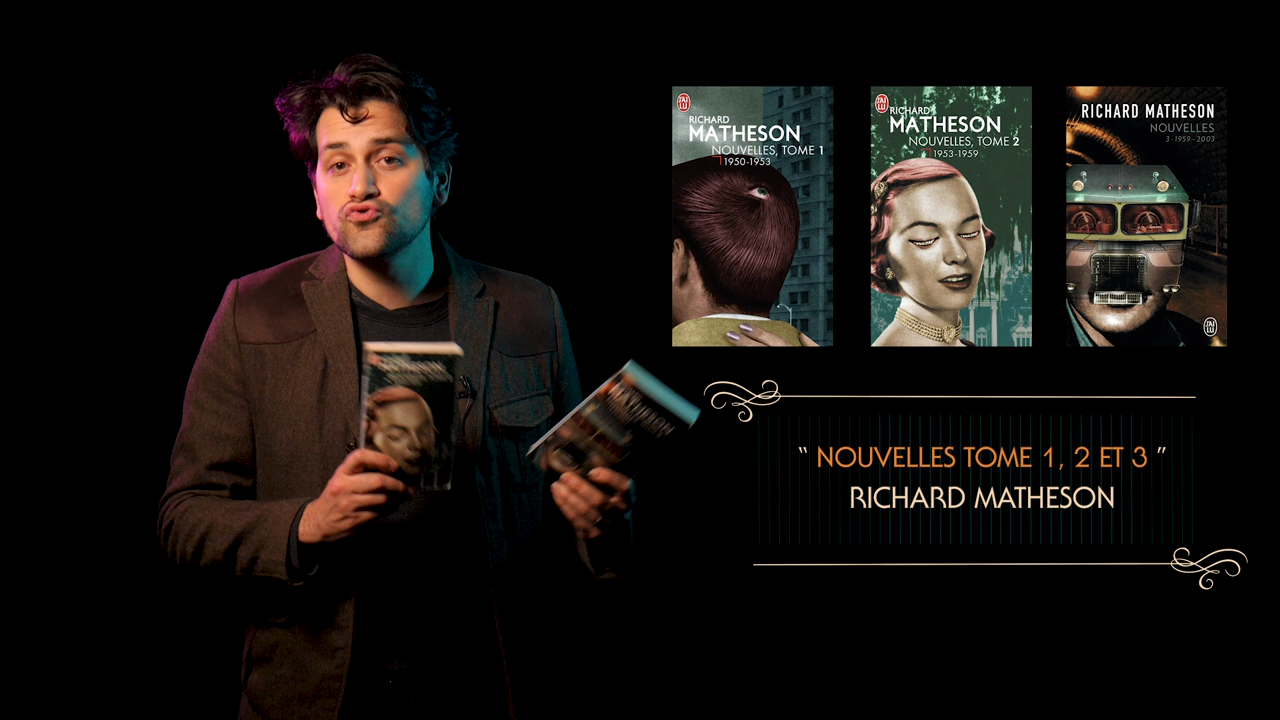 J'AI LU
RICHARD
MATHESON
NOUVELLES, TOME 1
1950-1953
J'AI LU
RICHARD
MATHESON
NOUVELLES, TOME 2
1953-1959
RICHARD MATHESON
NOUVELLES
3 - 1959 - 2003
J'AI LU
“ NOUVELLES TOME 1, 2 ET 3 ”
RICHARD MATHESON